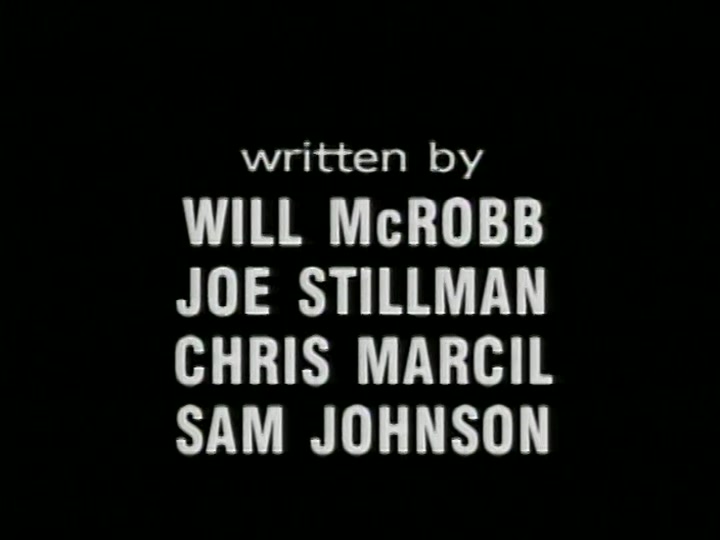 written by
WILL McROBB
JOE STILLMAN
CHRIS MARCIL
SAM JOHNSON